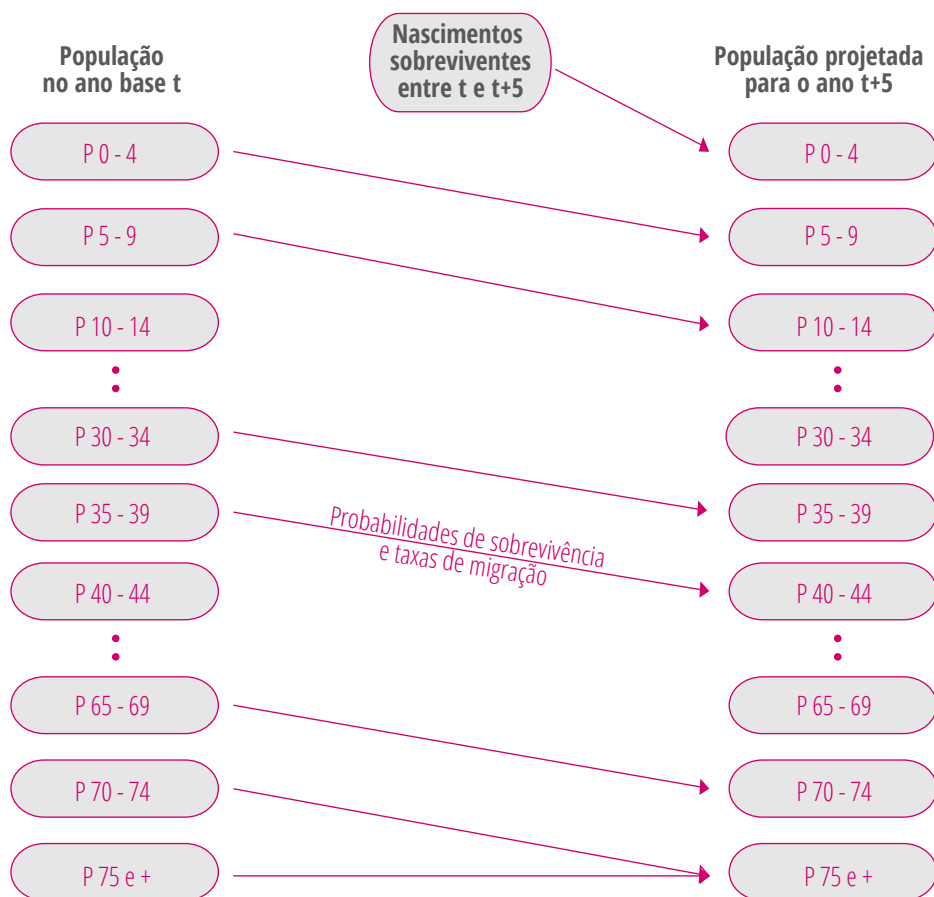 População
no ano base t
Nascimentos
sobreviventes
entre t e t+5
População projetada
para o ano t+5
P 0 - 4
P 0 - 4
P 5 - 9
P 5 - 9
P 10 - 14
P 10 - 14
P 30 - 34
P 30 - 34
P 35 - 39
P 35 - 39
Probabilidades de sobrevivência
e taxas de migração
P 40 - 44
P 40 - 44
P 65 - 69
P 65 - 69
P 70 - 74
P 70 - 74
P 75 e +
P 75 e +